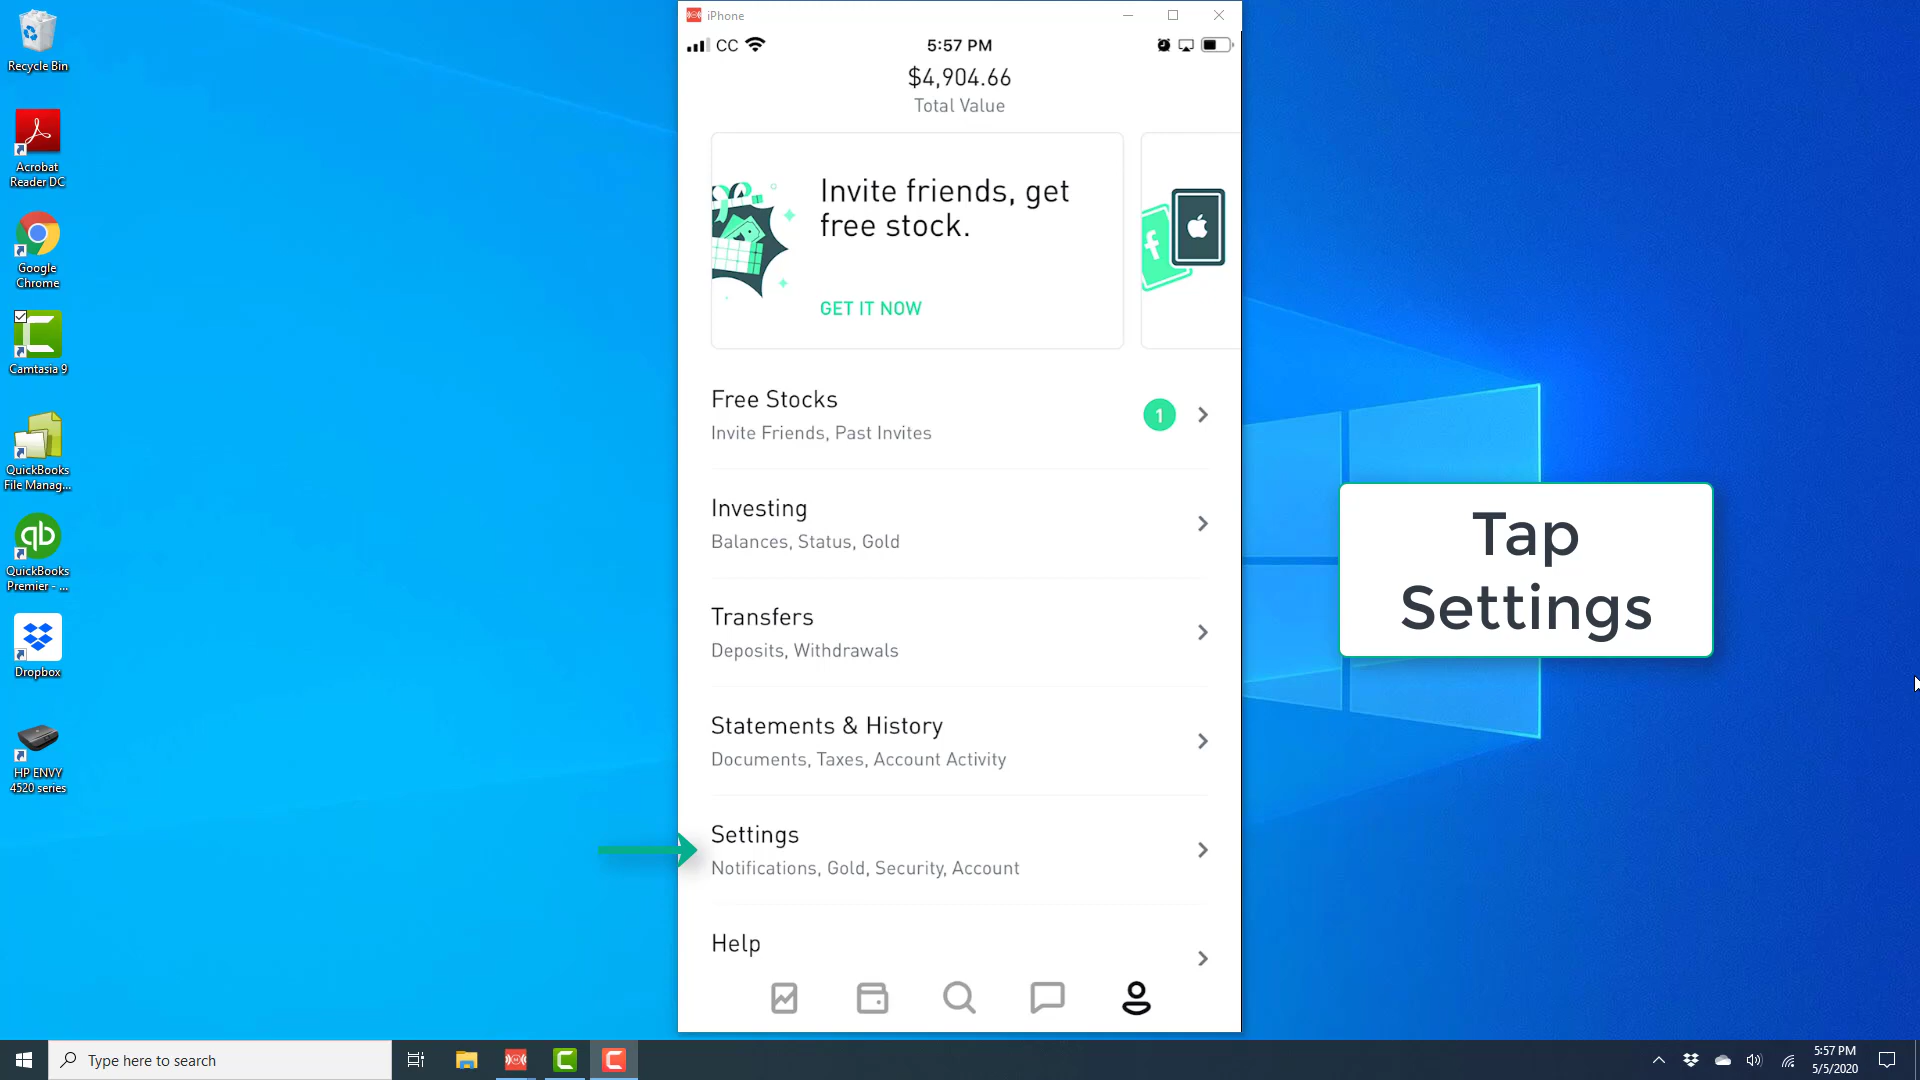 Recycle Bin
Acrobat
Reader DC
Google
Chrome
Camtasia 9
QuickBooks
File Manag...
qb
QuickBooks
Premier - ...
Dropbox
HP ENVY
4520 series
iPhone
CC
5:57 PM
$4,904.66
Total Value
Invite friends, get
free stock.
GET IT NOW
f
Free Stocks
1
Invite Friends, Past Invites
Investing
Balances, Status, Gold
Transfers
Deposits, Withdrawals
Statements & History
Documents, Taxes, Account Activity
Settings
Notifications, Gold, Security, Account
Help
Tap
Settings
Type here to search
5:57 PM
5/5/2020